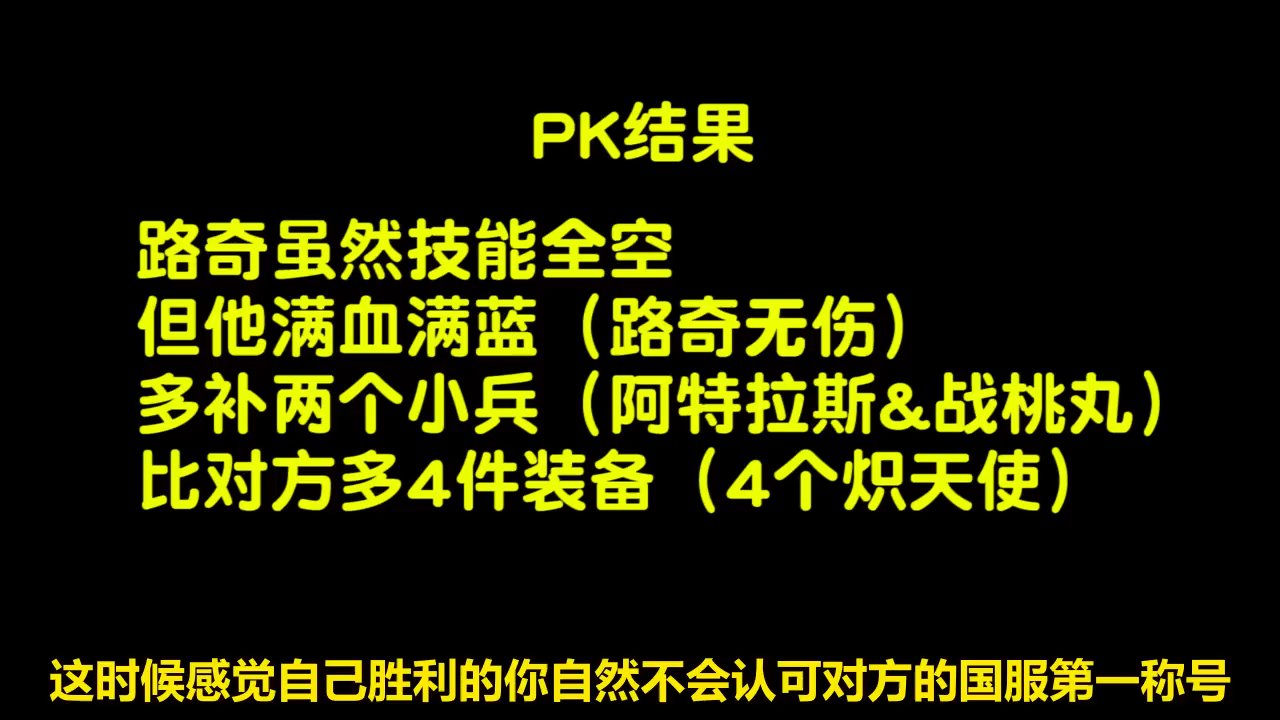 PK结果
路奇虽然技能全空
但他满血满蓝（路奇无伤）
多补两个小兵（阿特拉斯&战桃丸）
比对方多4件装备（4个炽天使）
这时候感觉自己胜利的你自然不会认可对方的国服第一称号